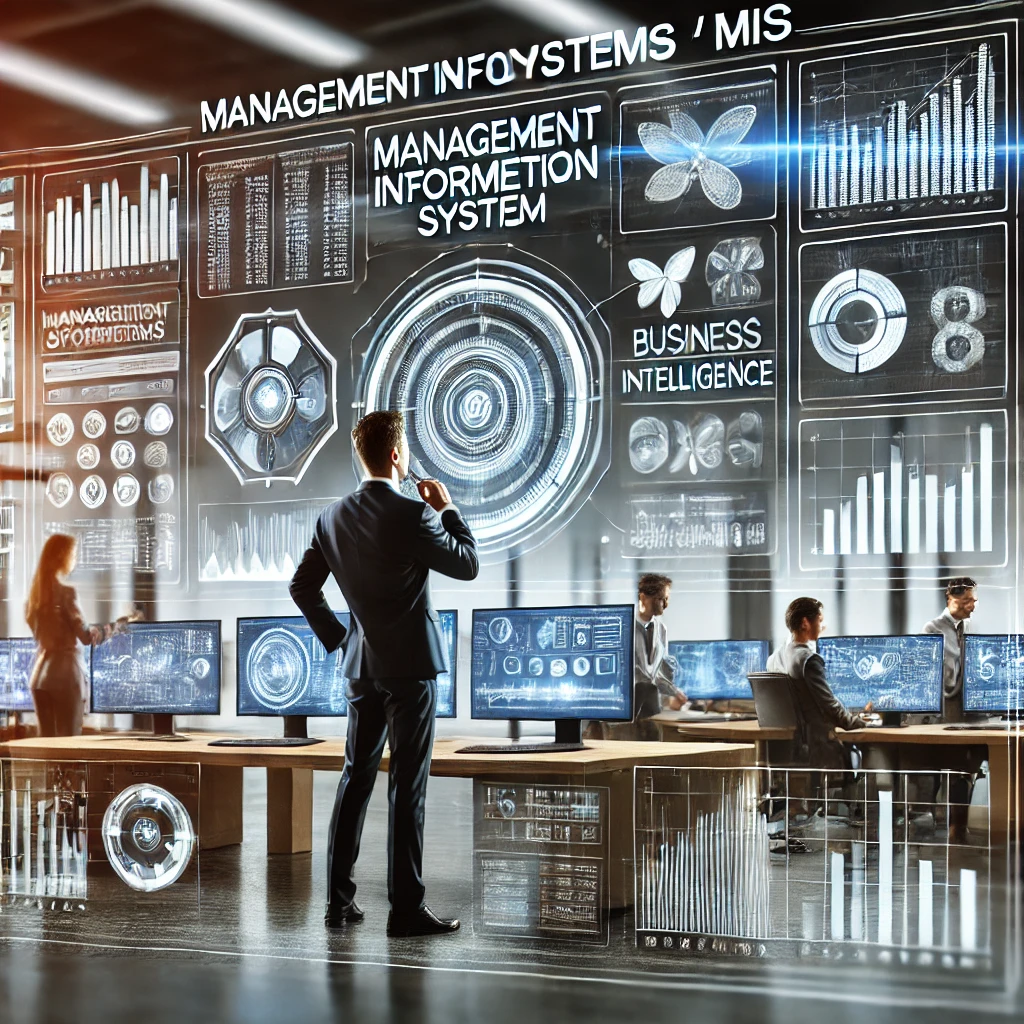 MANAGEMENT INFOYSTEMS / MIS
MANAGEMENT
INFORMETION
SYSTEM
BUSINESS
INTELLIGENCE